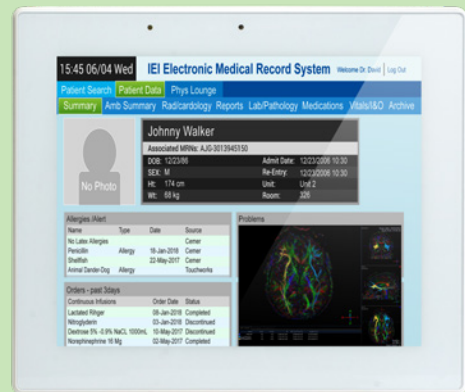 15:45 06/04 Wed IEI Electronic Medical Record System Welcome Dr. David Log Out
Patient Search Patient Data Phys Lounge
Summary Amb Summary Rad/cardology Reports Lab/Pathology Medications Vitals/I&O Archive
Johnny Walker
Associated MRNs: AJG-3013945150
DOB: 12/23/86 Admit Date: 12/23/2006 10:30
SEX: M Re-Entry: 12/23/2006 10:30
Ht: 174 cm Unit: Unit 2
Wt: 68 kg Room: 326
No Photo
Allergies /Alert
Name Type Date Source
No Latex Allergies Cerner
Penicillin Allergy 18-Jan-2018 Cerner
Shellfish 22-May-2017 Cerner
Animal Dander-Dog Allergy Touchworks
Problems
Orders - past 3days
Continuous Infusions Order Date Status
Lactated Ringer 08-Jan-2018 Completed
Nitroglyderin 03-Jan-2018 Discontinued
Dextrose 5% -0.9% NaCL 1000mL 10-May-2017 Discontinued
Norephinephrine 16 Mg 02-May-2017 Completed